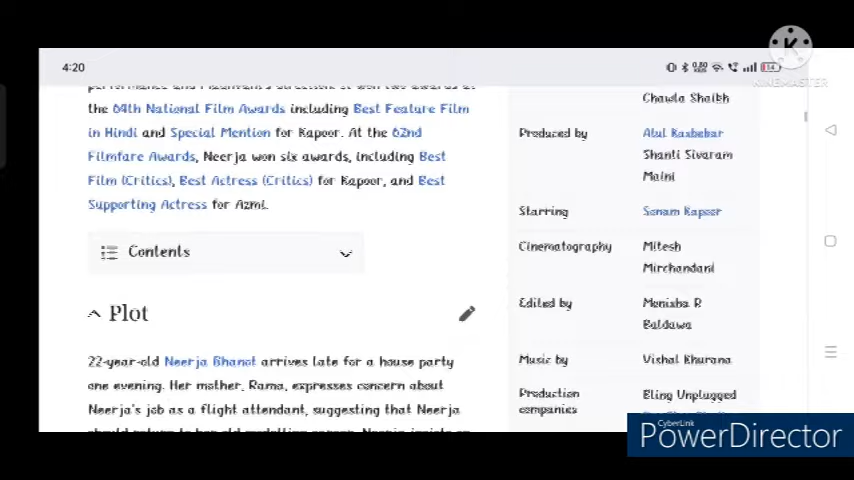 4:20
0.80
14
KINEMASTER
the 64th National Film Awards including Best Feature Film
in Hindi and Special Mention for Kapoor. At the 62nd
Filmfare Awards, Neerja won six awards, including Best
Film (Critics), Best Actress (Critics) for Kapoor, and Best
Supporting Actress for Azmi.
Contents
Plot
22-year-old Neerja Bhanot arrives late for a house party
one evening. Her mother, Rama, expresses concern about
Neerja's job as a flight attendant, suggesting that Neerja
Chawla Shaikh
Produced by
Atul Kasbekar
Shanti Sivaram
Maini
Starring
Sonam Kapoor
Cinematography
Mitesh
Mirchandani
Edited by
Monisha R
Baldawa
Music by
Vishal Khurana
Production
companies
Bling Unplugged
CyberLink
PowerDirector